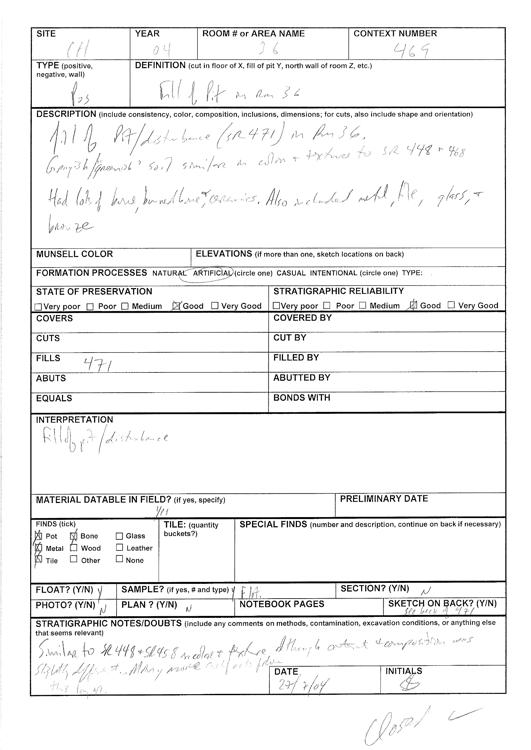 SITE YEAR ROOM # or AREA NAME CONTEXT NUMBER
CH 04 36 469
TYPE (positive, negative, wall) DEFINITION (cut in floor of X, fill of pit Y, north wall of room Z, etc.)
Pos Fill of Pit in Rm 36
DESCRIPTION (include consistency, color, composition, inclusions, dimensions; for cuts, also include shape and orientation)
fill of Pit/disturbance (SR 471) in Rm 36.
Grayish/greenish soil similar in color + textures to SR 448 + 468
Had lots of bone, burned bone, + ceramics. Also included metal, tile, glass, +
bronze
MUNSELL COLOR ELEVATIONS (if more than one, sketch locations on back)
FORMATION PROCESSES NATURAL ARTIFICIAL (circle one) CASUAL INTENTIONAL (circle one) TYPE:
STATE OF PRESERVATION STRATIGRAPHIC RELIABILITY
Very poor Poor Medium Good Very Good Very poor Poor Medium Good Very Good
COVERS COVERED BY
CUTS CUT BY
FILLS 471 FILLED BY
ABUTS ABUTTED BY
EQUALS BONDS WITH
INTERPRETATION
Fill of pit/disturbance
MATERIAL DATABLE IN FIELD? (if yes, specify) PRELIMINARY DATE
FINDS (tick) TILE: (quantity buckets?) SPECIAL FINDS (number and description, continue on back if necessary)
Pot Bone Glass
Metal Wood Leather
Tile Other None
FLOAT? (Y/N) Y SAMPLE? (if yes, # and type) Y Flot. SECTION? (Y/N) N
PHOTO? (Y/N) N PLAN ? (Y/N) N NOTEBOOK PAGES SKETCH ON BACK? (Y/N)
see back of 471
STRATIGRAPHIC NOTES/DOUBTS (include any comments on methods, contamination, excavation conditions, or anything else
that seems relevant)
Similar to SR 448 + SR 458 in color + texture although content + composition was
slightly different. Many more artifacts from
this layer.
DATE INITIALS
27/7/04
Closed